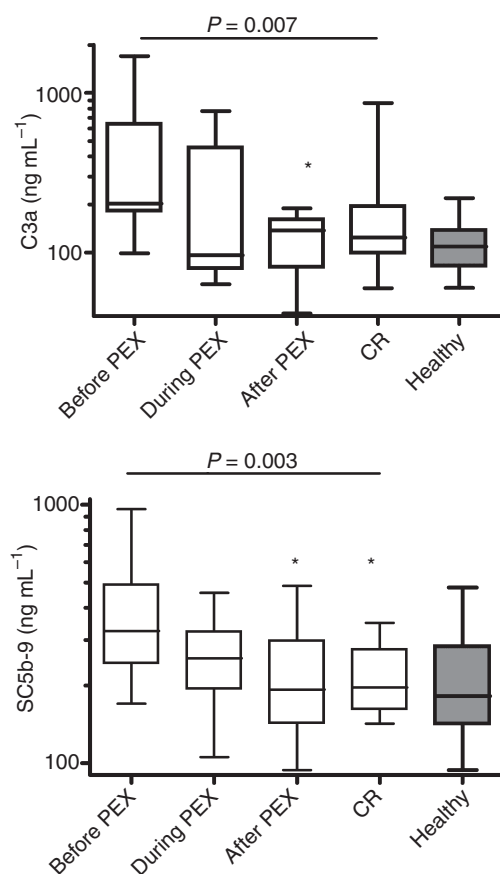 P = 0.007
1000
100
C3a (ng mL⁻¹)
*
Before PEX
During PEX
After PEX
CR
Healthy
P = 0.003
1000
100
SC5b-9 (ng mL⁻¹)
*
*
Before PEX
During PEX
After PEX
CR
Healthy